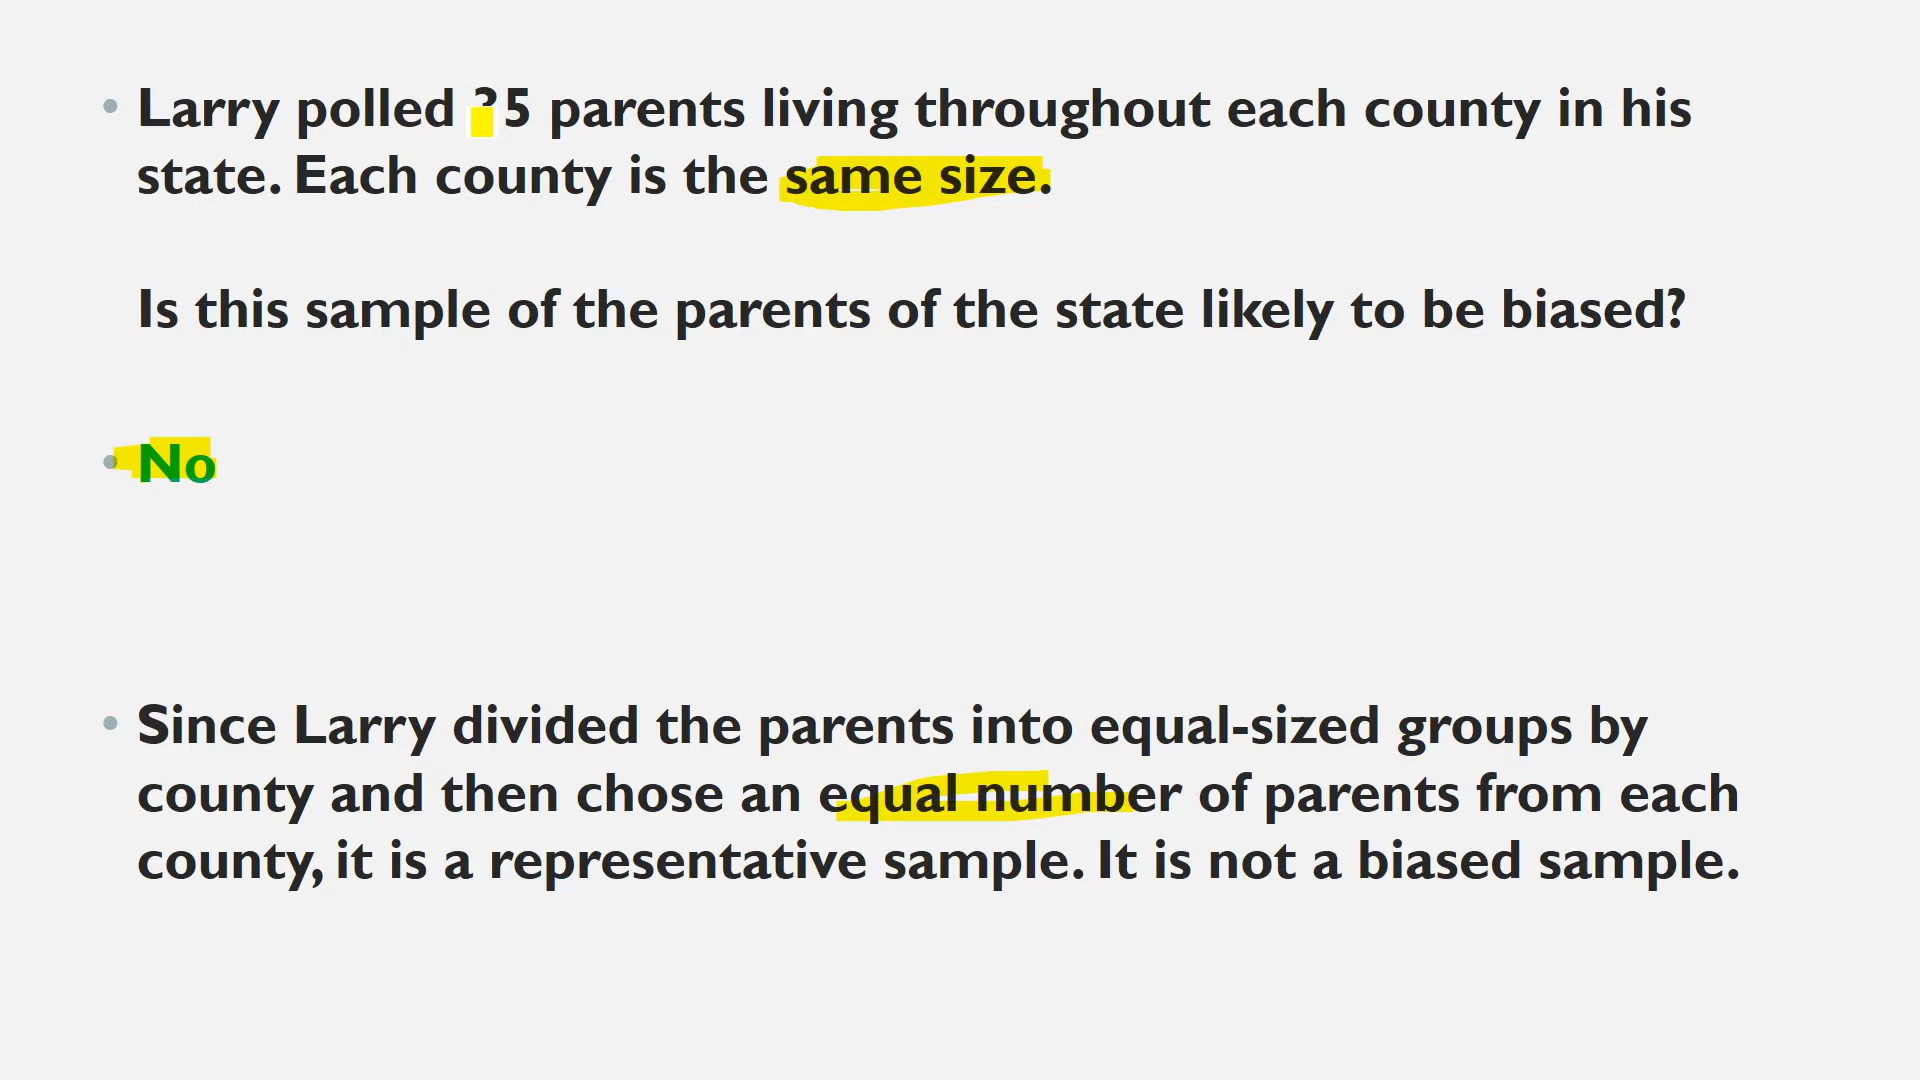 • Larry polled 5 parents living throughout each county in his
state. Each county is the same size.
Is this sample of the parents of the state likely to be biased?
• No
• Since Larry divided the parents into equal-sized groups by
county and then chose an equal number of parents from each
county, it is a representative sample. It is not a biased sample.